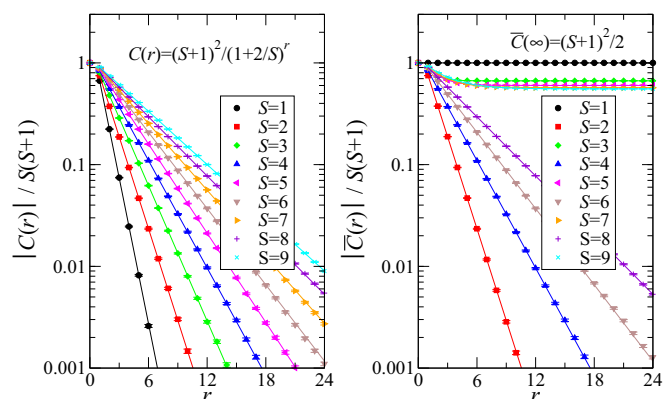 C(r)=(S+1)²/(1+2/S)ʳ
|C(r)| / S(S+1)
1
0.1
0.01
0.001
0 6 12 18 24
r
S=1
S=2
S=3
S=4
S=5
S=6
S=7
S=8
S=9
C̅(∞)=(S+1)²/2
|C̅(r)| / S(S+1)
1
0.1
0.01
0.001
0 6 12 18 24
r
S=1
S=2
S=3
S=4
S=5
S=6
S=7
S=8
S=9